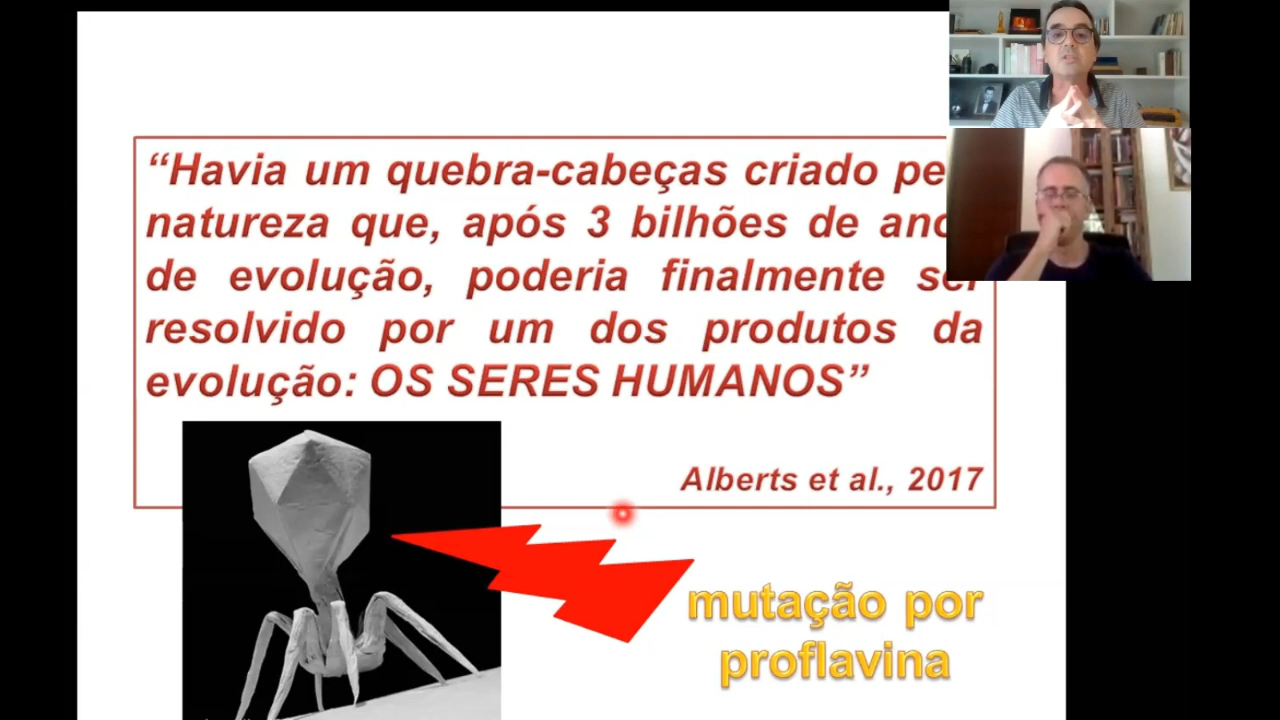 “Havia um quebra-cabeças criado
natureza que, após 3 bilhões de
de evolução, poderia finalmente ser
resolvido por um dos produtos da
evolução: OS SERES HUMANOS”
Alberts et al., 2017
mutação por
proflavina